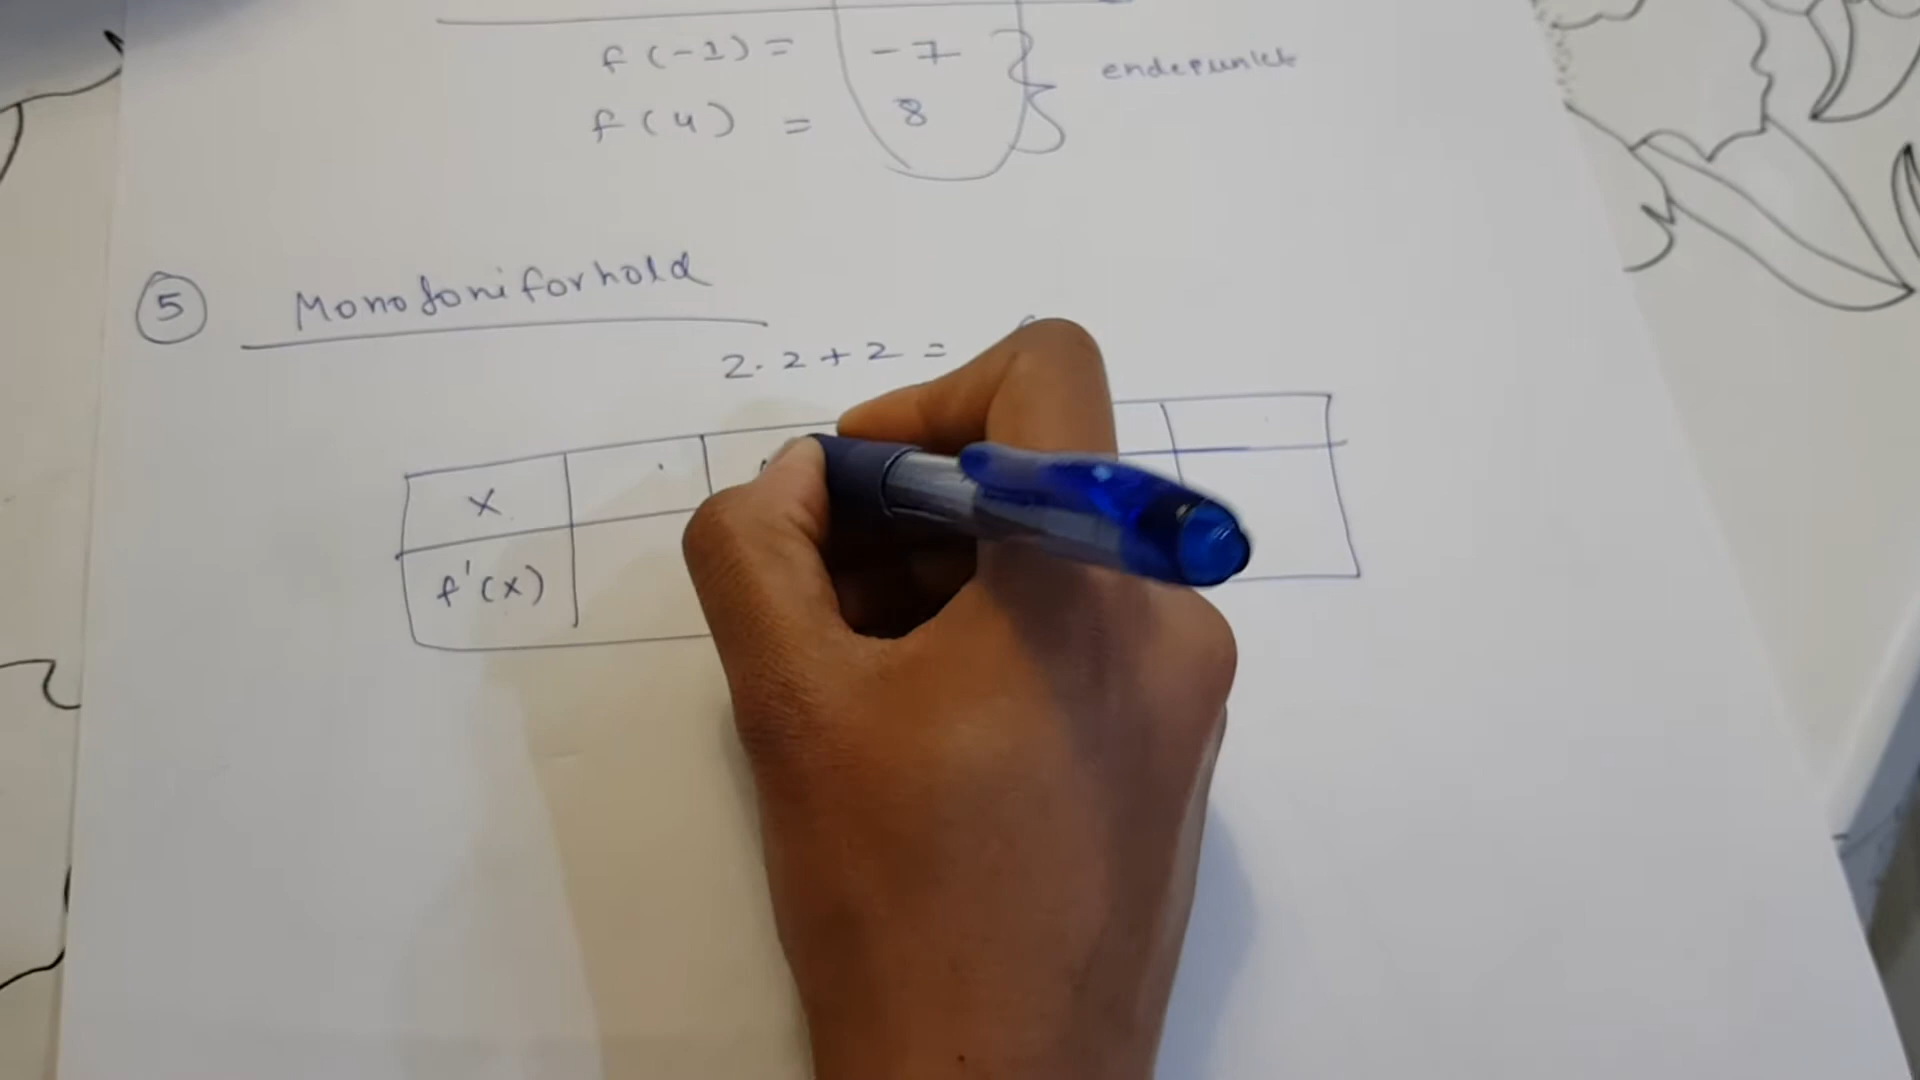 f(-1) = -7
f(4) = 8
endepunkt
5 Monotoniforhold
2. 2 + 2 =
x
f'(x)